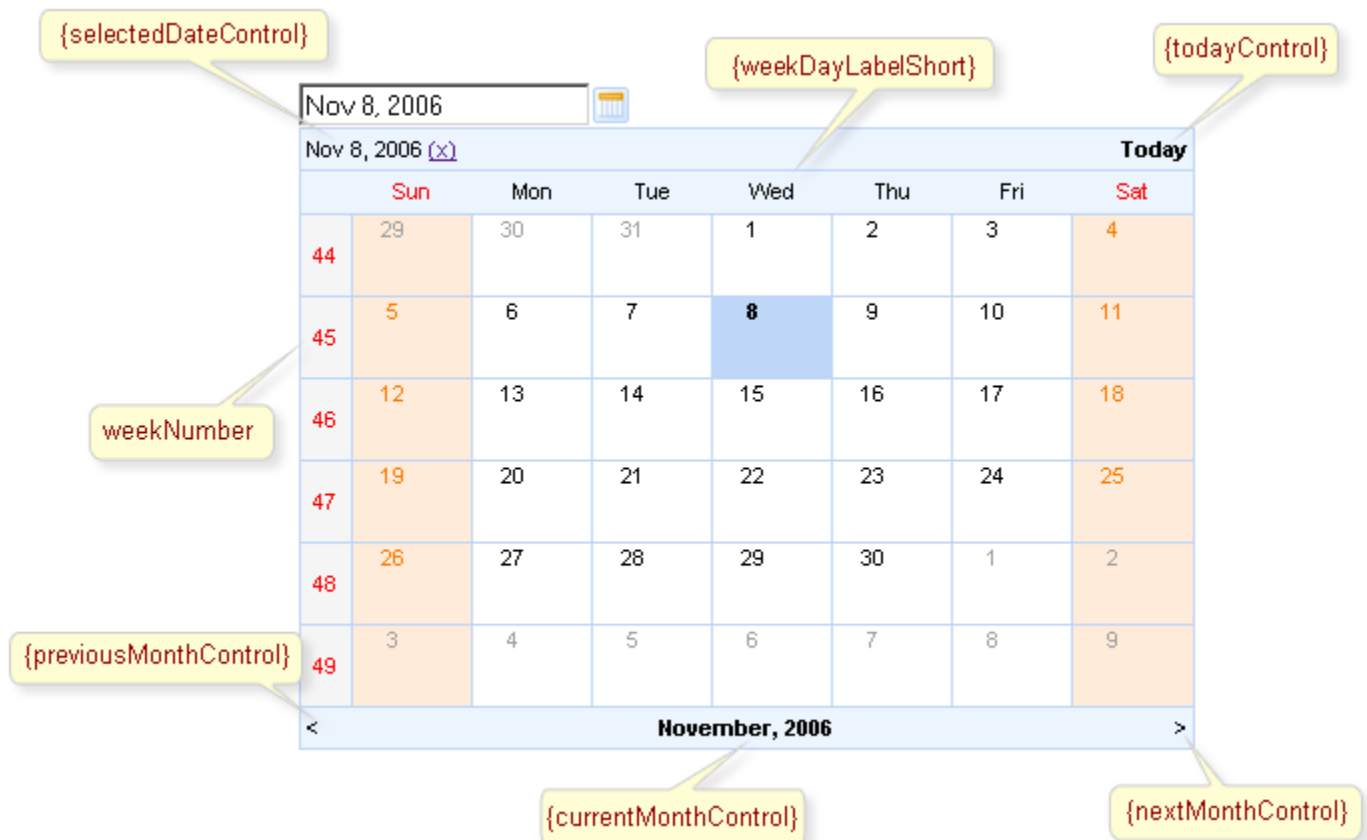 {selectedDateControl}
{weekDayLabelShort}
{todayControl}
Nov 8, 2006
Nov 8, 2006 (x) Today
Sun Mon Tue Wed Thu Fri Sat
44 29 30 31 1 2 3 4
45 5 6 7 8 9 10 11
46 12 13 14 15 16 17 18
weekNumber
47 19 20 21 22 23 24 25
48 26 27 28 29 30 1 2
49 3 4 5 6 7 8 9
{previousMonthControl}
< November, 2006 >
{currentMonthControl}
{nextMonthControl}